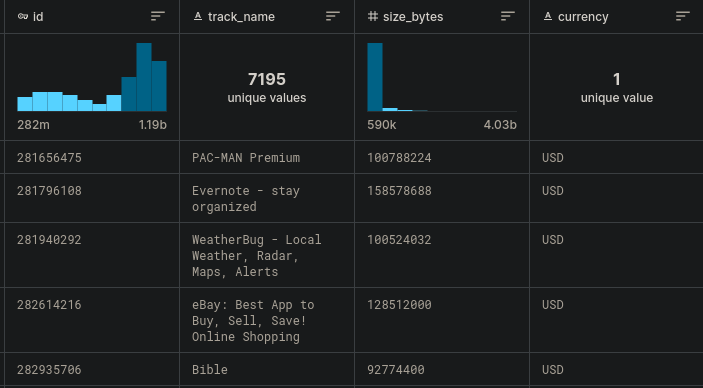 id track_name size_bytes currency
7195
unique values
1
unique value
282m 1.19b 590k 4.03b
281656475 PAC-MAN Premium 100788224 USD
281796108 Evernote - stay 158578688 USD
organized
281940292 WeatherBug - Local 100524032 USD
Weather, Radar,
Maps, Alerts
282614216 eBay: Best App to 128512000 USD
Buy, Sell, Save!
Online Shopping
282935706 Bible 92774400 USD